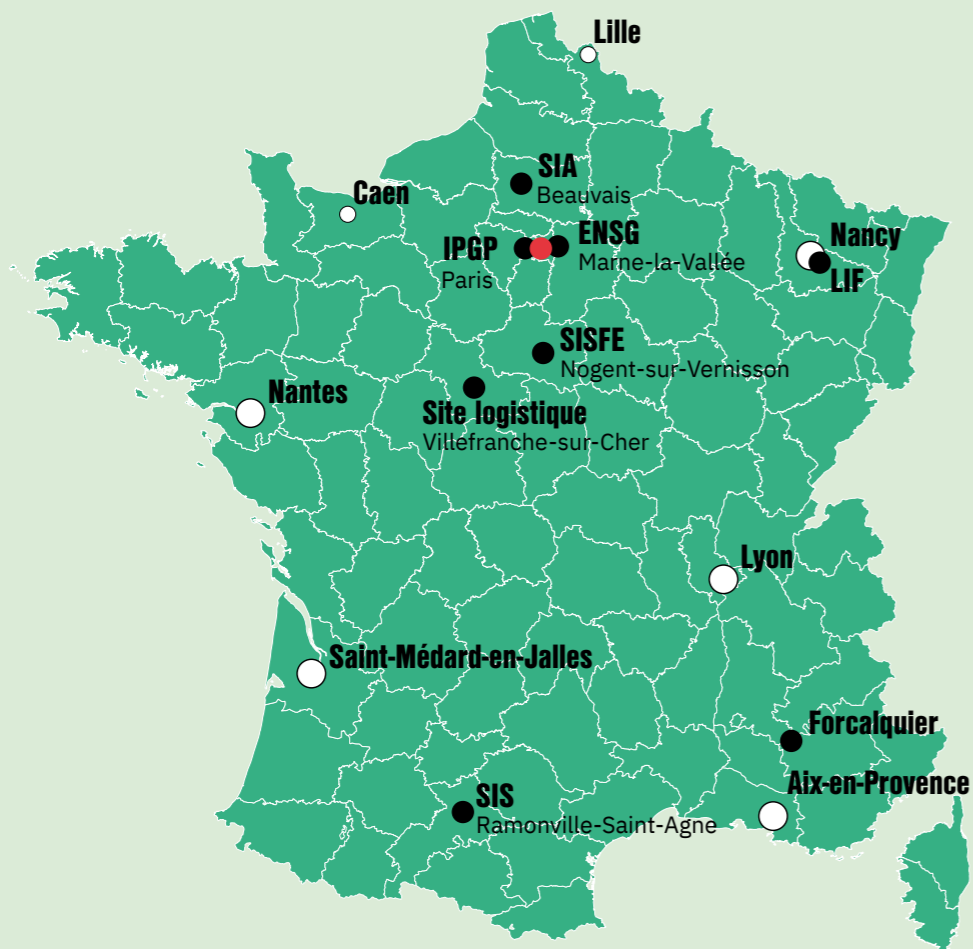 Lille
SIA
Beauvais
Caen
IPGP
Paris
ENSG
Marne-la-Vallée
Nancy
LIF
SISFE
Nogent-sur-Vernisson
Nantes
Site logistique
Villefranche-sur-Cher
Lyon
Saint-Médard-en-Jalles
Forcalquier
Aix-en-Provence
SIS
Ramonville-Saint-Agne